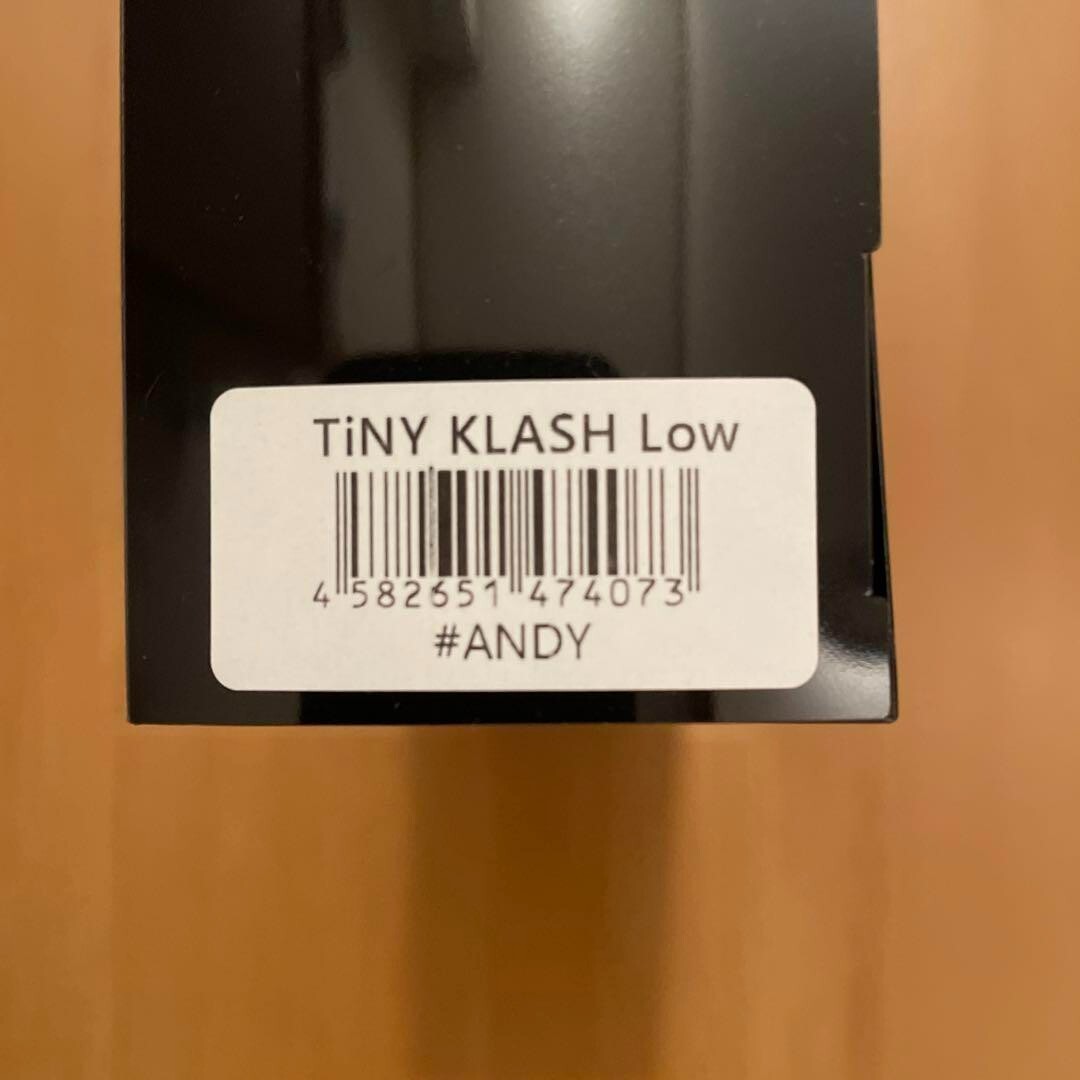 TiNY KLASH Low
4 582651 474073
#ANDY